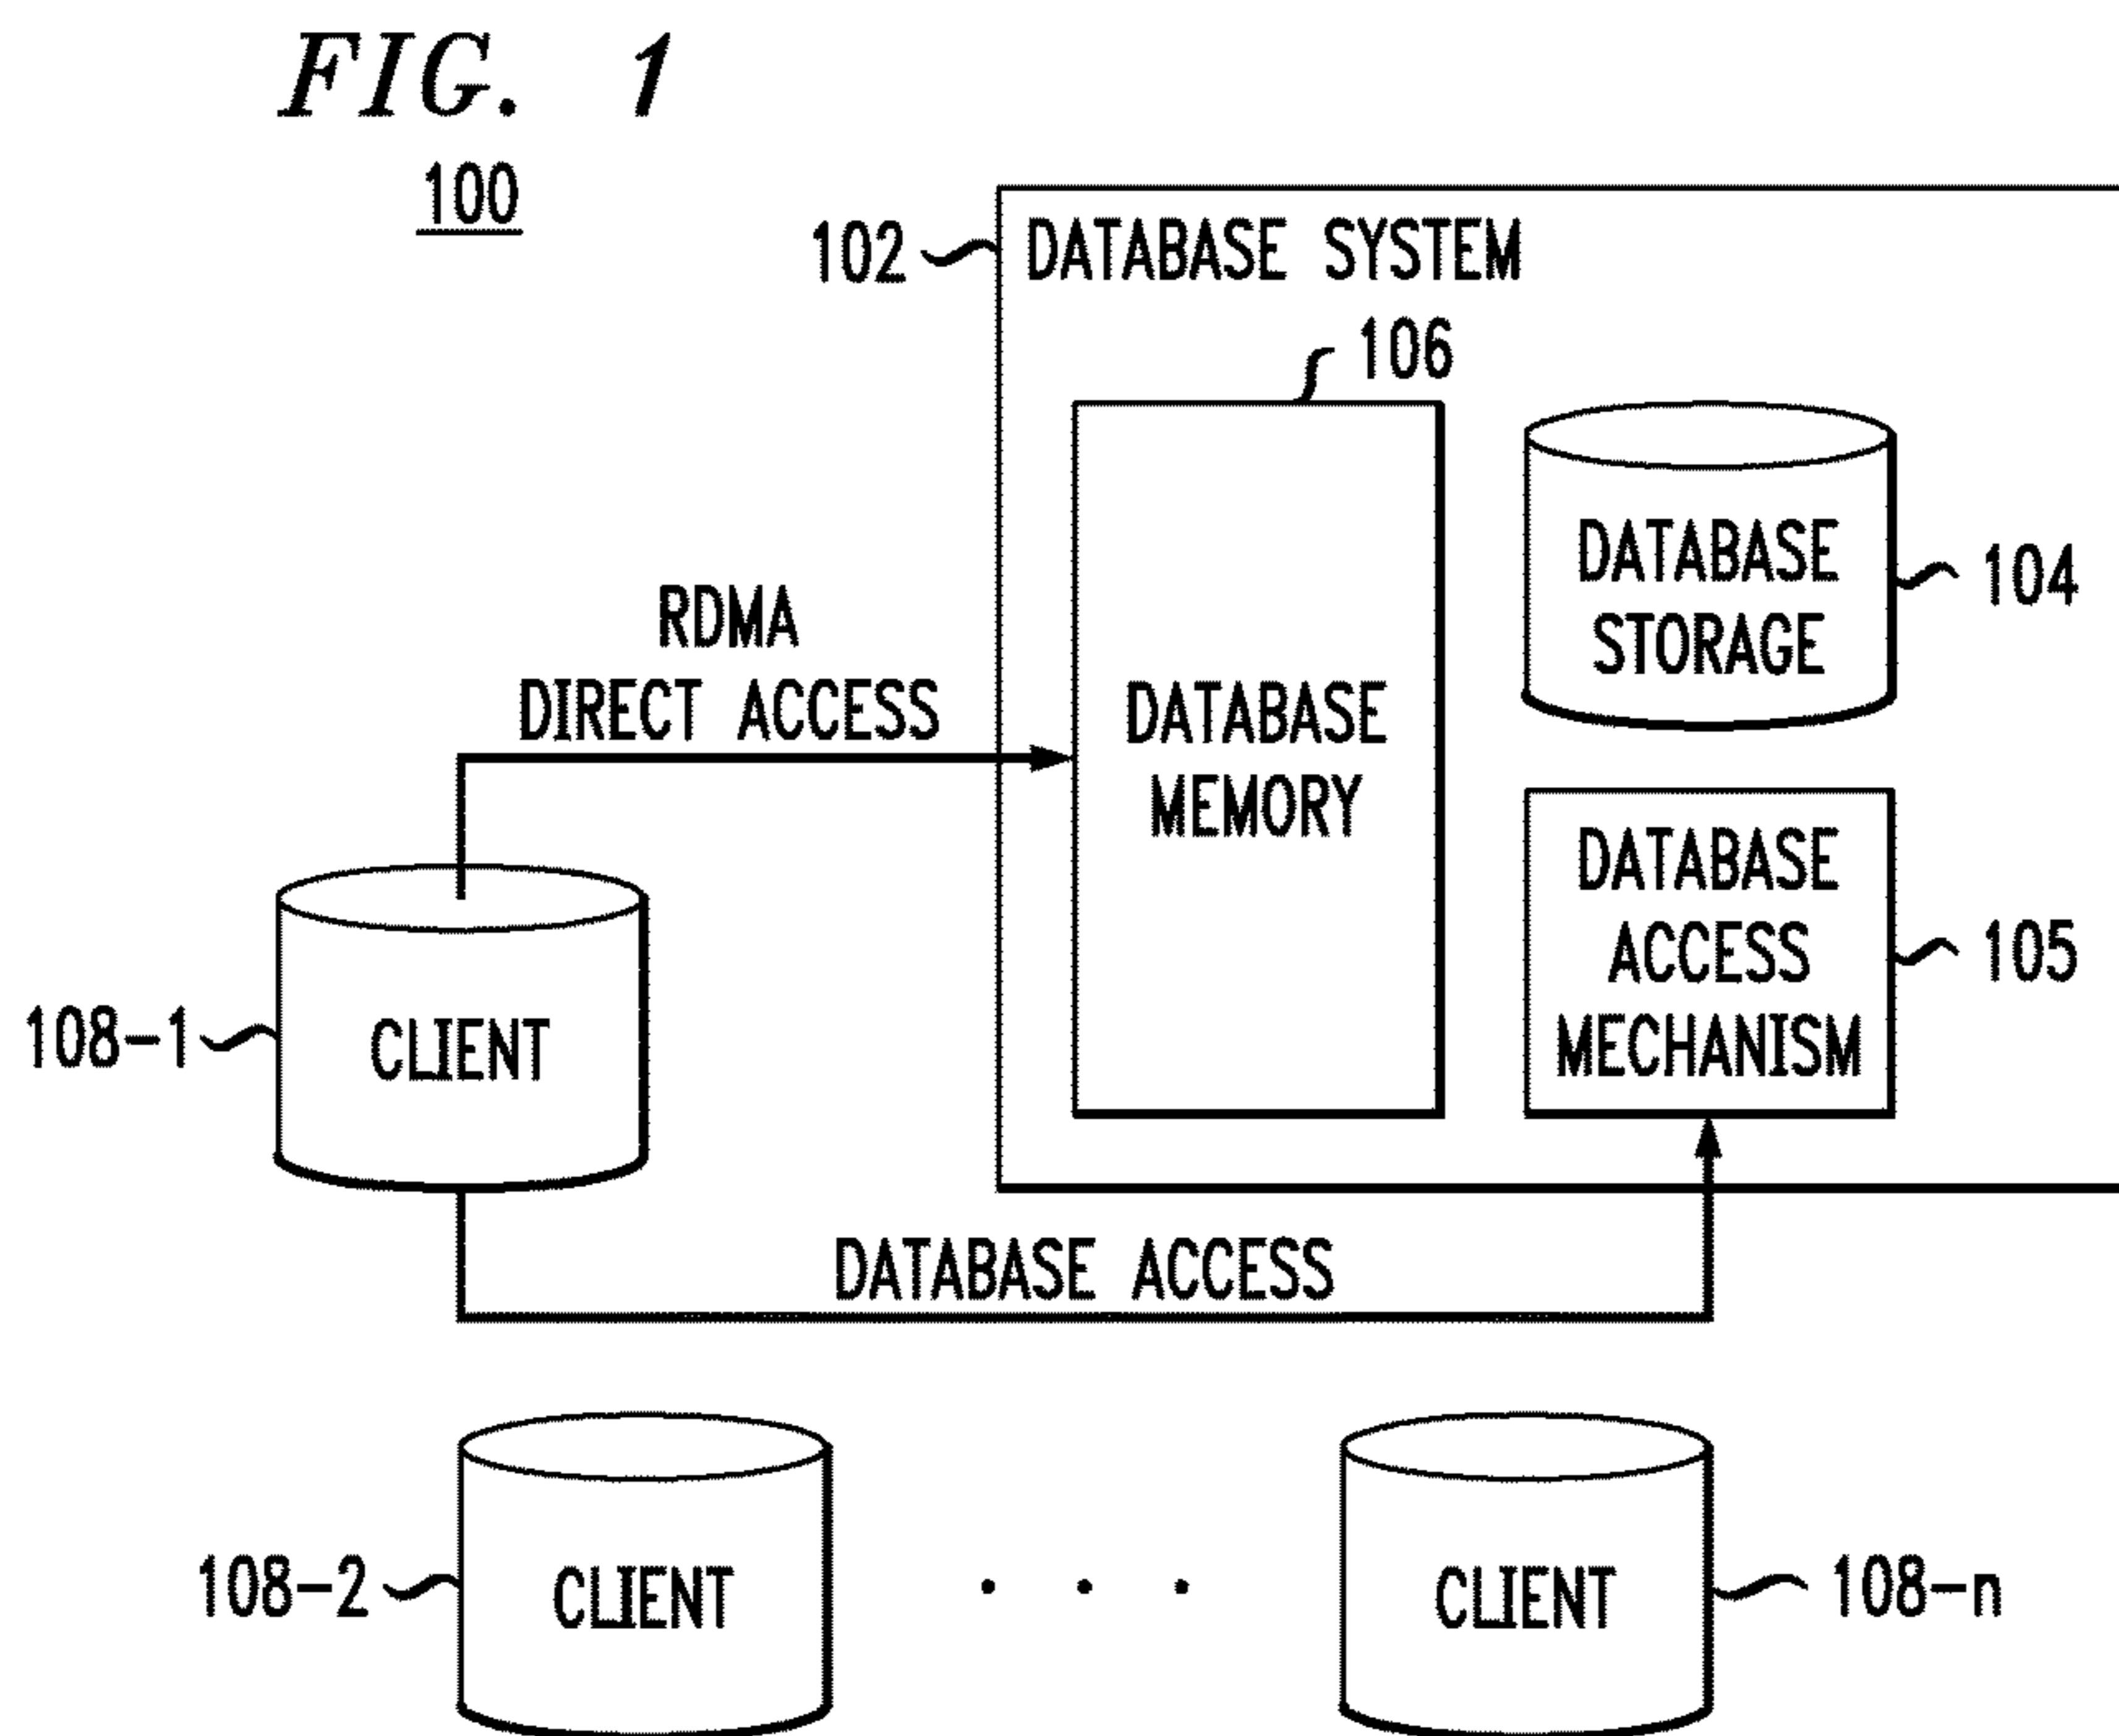 FIG. 1
100
102
DATABASE SYSTEM
106
DATABASE
STORAGE
104
RDMA
DIRECT ACCESS
DATABASE
MEMORY
DATABASE
ACCESS
MECHANISM
105
108-1
CLIENT
DATABASE ACCESS
108-2
CLIENT
. . .
CLIENT
108-n